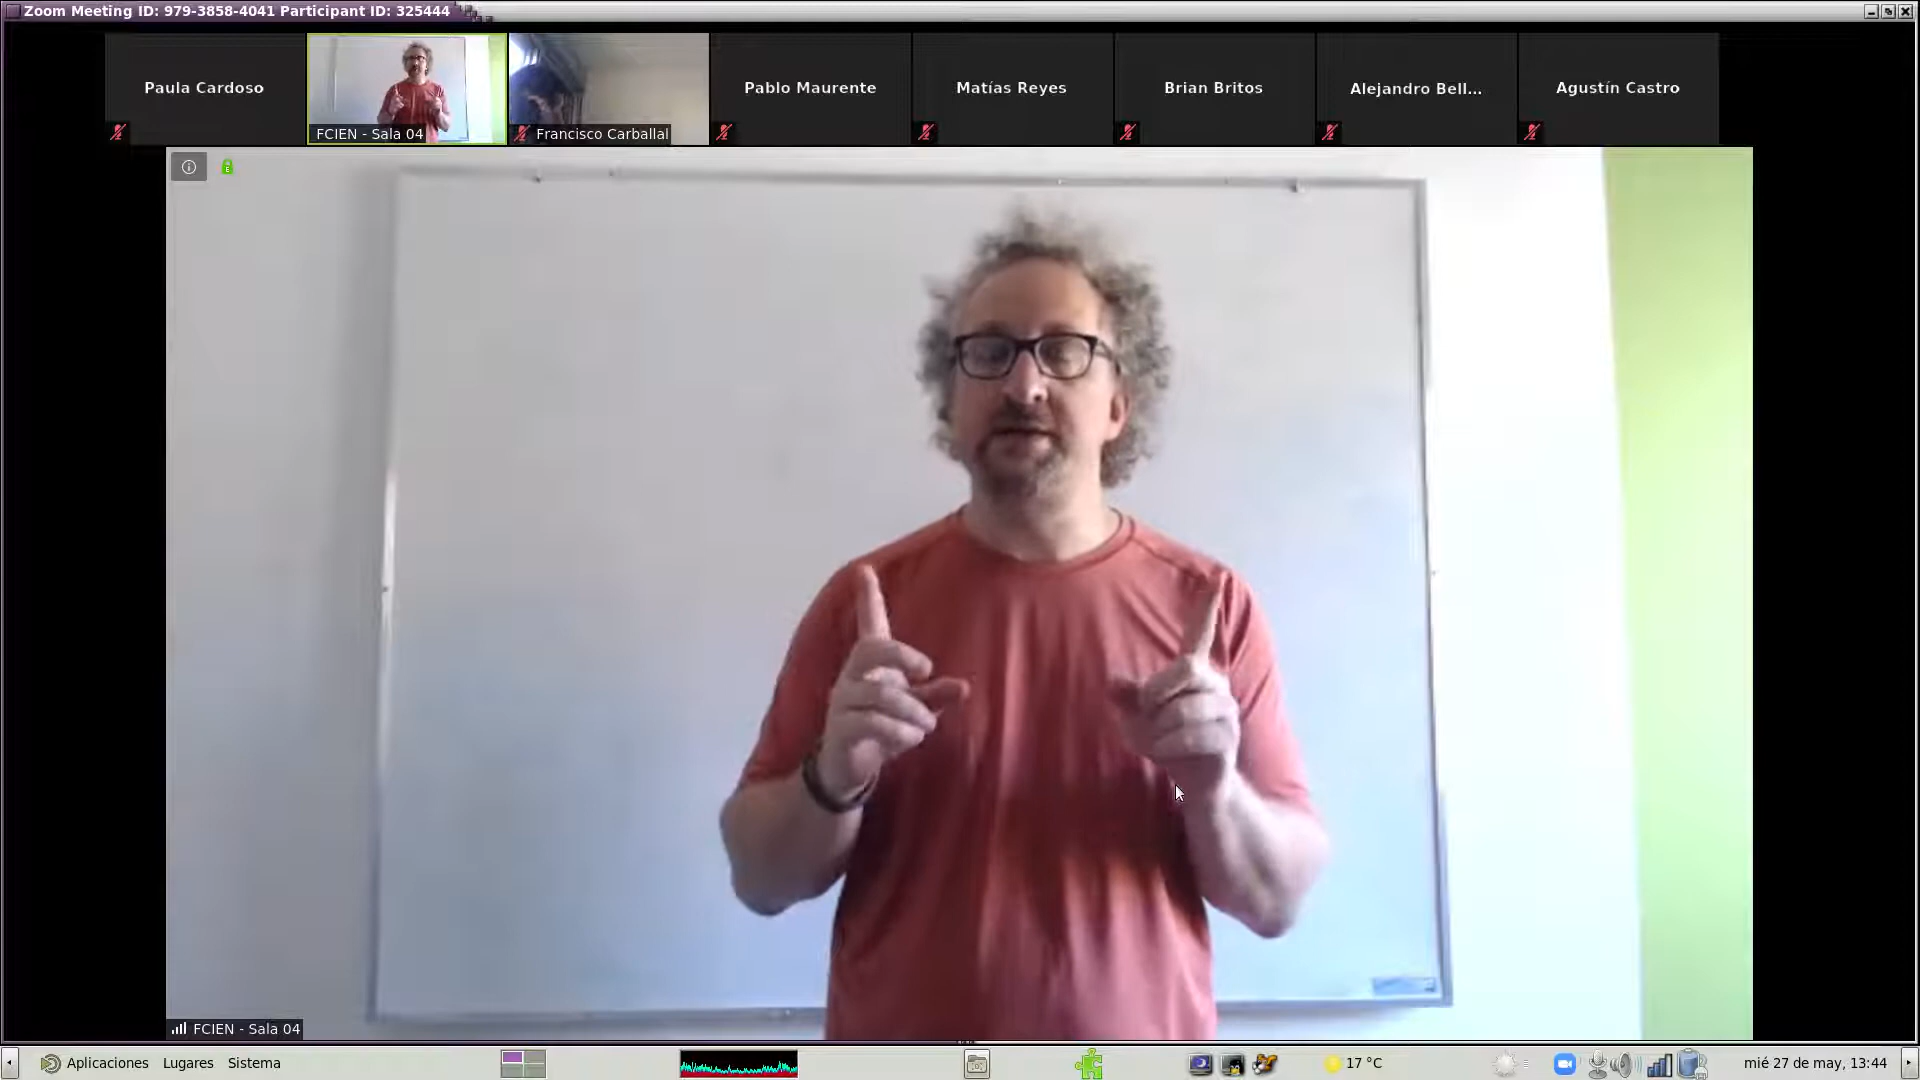 Zoom Meeting ID: 979-3858-4041 Participant ID: 325444
Paula Cardoso
FCIEN - Sala 04
Francisco Carballal
Pablo Maurente
Matías Reyes
Brian Britos
Alejandro Bell...
Agustín Castro
FCIEN - Sala 04
Aplicaciones Lugares Sistema
17 °C
mié 27 de may, 13:44